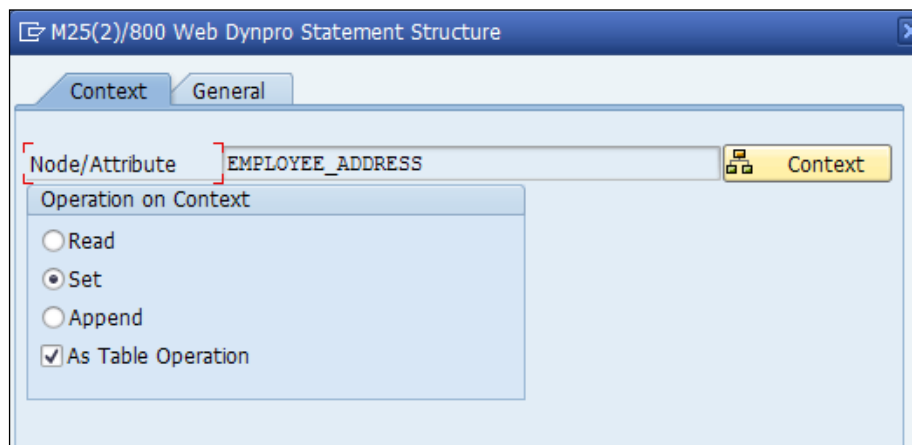 M25(2)/800 Web Dynpro Statement Structure
Context General
Node/Attribute EMPLOYEE_ADDRESS Context
Operation on Context
Read
Set
Append
As Table Operation